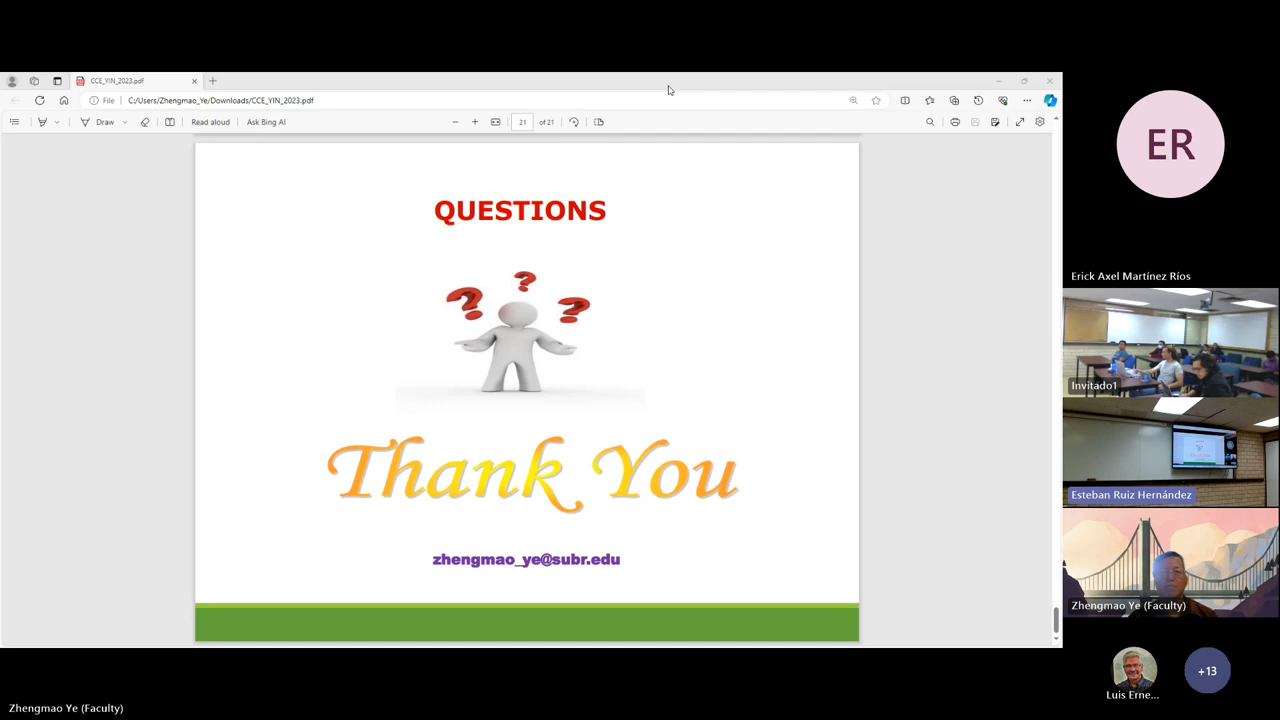 CCE_YIN_2023.pdf
File
C:/Users/Zhengmao_Ye/Downloads/CCE_YIN_2023.pdf
Draw
Read aloud
Ask Bing AI
21
of 21
QUESTIONS
? ? ?
Thank You
zhengmao_ye@subr.edu
ER
Erick Axel Martínez Ríos
Invitado1
Esteban Ruiz Hernández
Zhengmao Ye (Faculty)
Luis Erne...
+13
Zhengmao Ye (Faculty)